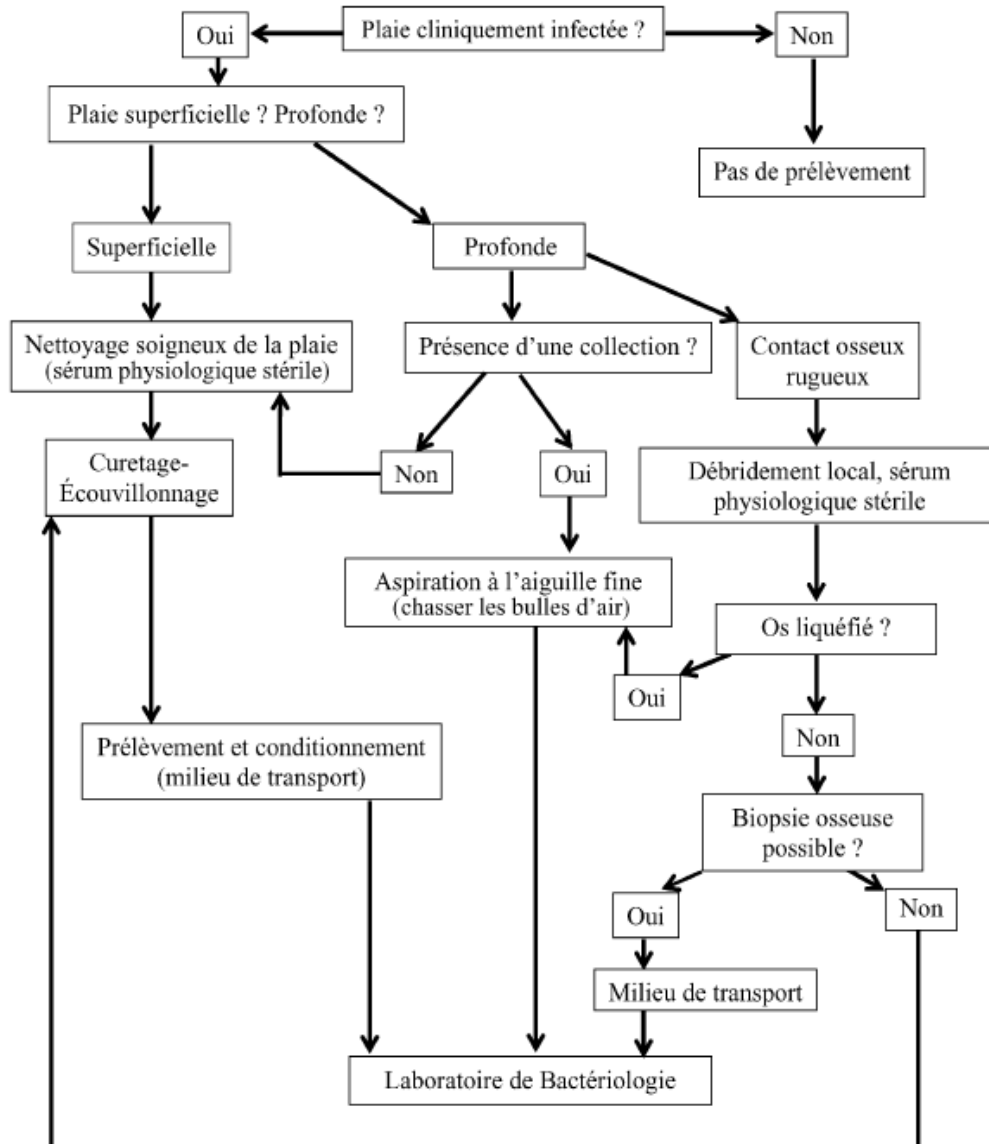 Plaie cliniquement infectée ?
Oui
Non
Plaie superficielle ? Profonde ?
Pas de prélèvement
Superficielle
Profonde
Nettoyage soigneux de la plaie
(sérum physiologique stérile)
Présence d’une collection ?
Contact osseux
rugueux
Curetage-
Écouvillonnage
Non
Oui
Débridement local, sérum
physiologique stérile
Aspiration à l’aiguille fine
(chasser les bulles d’air)
Os liquéfié ?
Oui
Non
Prélèvement et conditionnement
(milieu de transport)
Biopsie osseuse
possible ?
Oui
Non
Milieu de transport
Laboratoire de Bactériologie